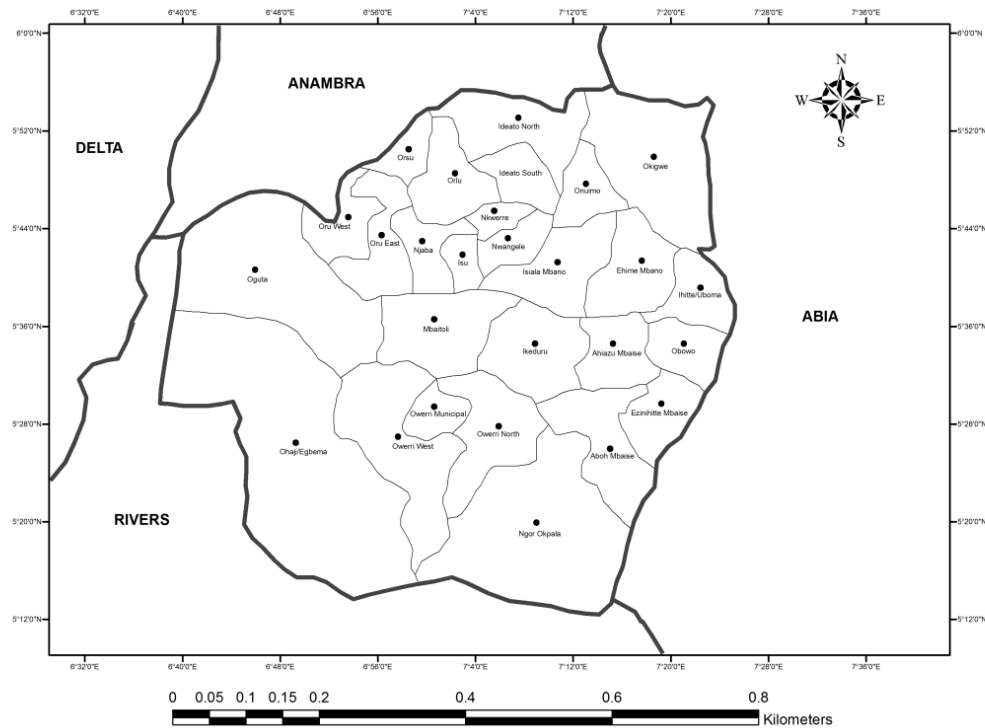 6°32'0"E 6°40'0"E 6°48'0"E 6°56'0"E 7°4'0"E 7°12'0"E 7°20'0"E 7°28'0"E 7°36'0"E
6°0'0"N 6°0'0"N
N
W E
S
ANAMBRA
5°52'0"N 5°52'0"N
Ideato North
DELTA
Orsu
Okigwe
Ideato South
Orlu
Onuimo
Nkwerre
5°44'0"N 5°44'0"N
Oru West
Oru East
Nwangele
Njaba
Isu
Isiala Mbano
Ehime Mbano
Oguta
Ihitte/Uboma
ABIA
5°36'0"N 5°36'0"N
Mbaitoli
Ikeduru
Ahiazu Mbaise
Obowo
Owerri Municipal
Ezinihitte Mbaise
5°28'0"N 5°28'0"N
Owerri North
Owerri West
Ohaji/Egbema
Aboh Mbaise
RIVERS
5°20'0"N 5°20'0"N
Ngor Okpala
5°12'0"N 5°12'0"N
6°32'0"E 6°40'0"E 6°48'0"E 6°56'0"E 7°4'0"E 7°12'0"E 7°20'0"E 7°28'0"E 7°36'0"E
0 0.05 0.1 0.15 0.2 0.4 0.6 0.8
Kilometers